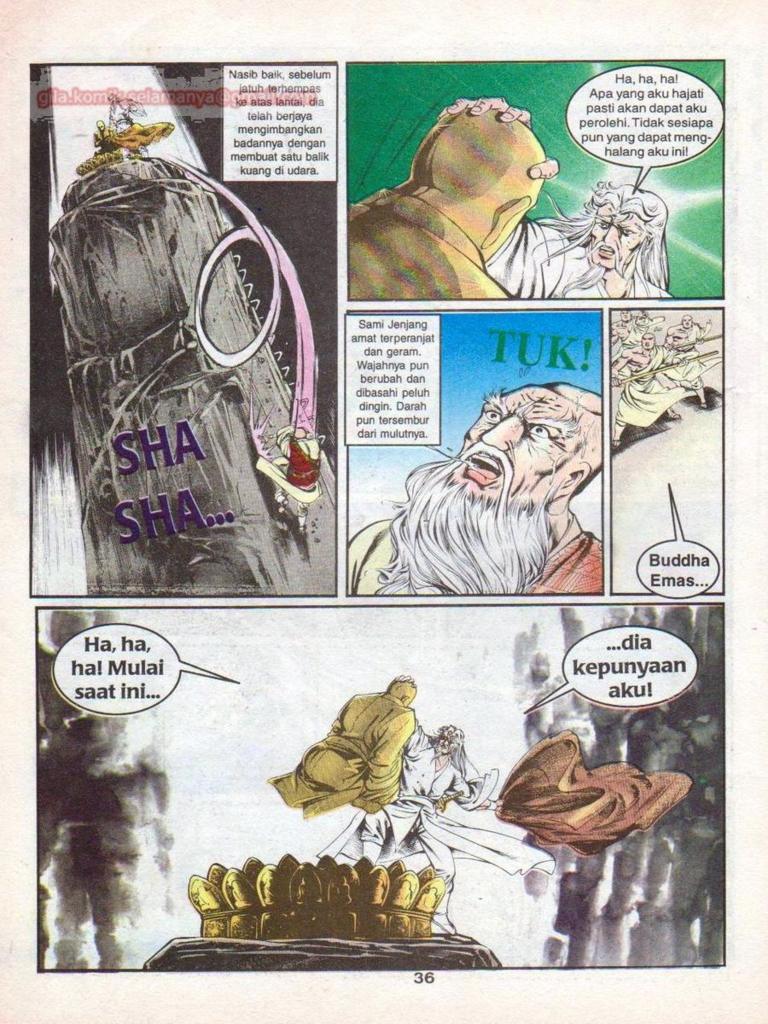 Nasib baik, sebelum
jatuh terhempas
ke atas lantai, dia
telah berjaya
mengimbangkan
badannya dengan
membuat satu balik
kuang di udara.
SHA
SHA...
Ha, ha, ha!
Apa yang aku hajati
pasti akan dapat aku
perolehi. Tidak sesiapa
pun yang dapat meng-
halang aku ini!
Sami Jenjang
amat terperanjat
dan geram.
Wajahnya pun
berubah dan
dibasahi peluh
dingin. Darah
pun tersembur
dari mulutnya.
TUK!
Buddha
Emas...
Ha, ha,
ha! Mulai
saat ini...
...dia
kepunyaan
aku!
36